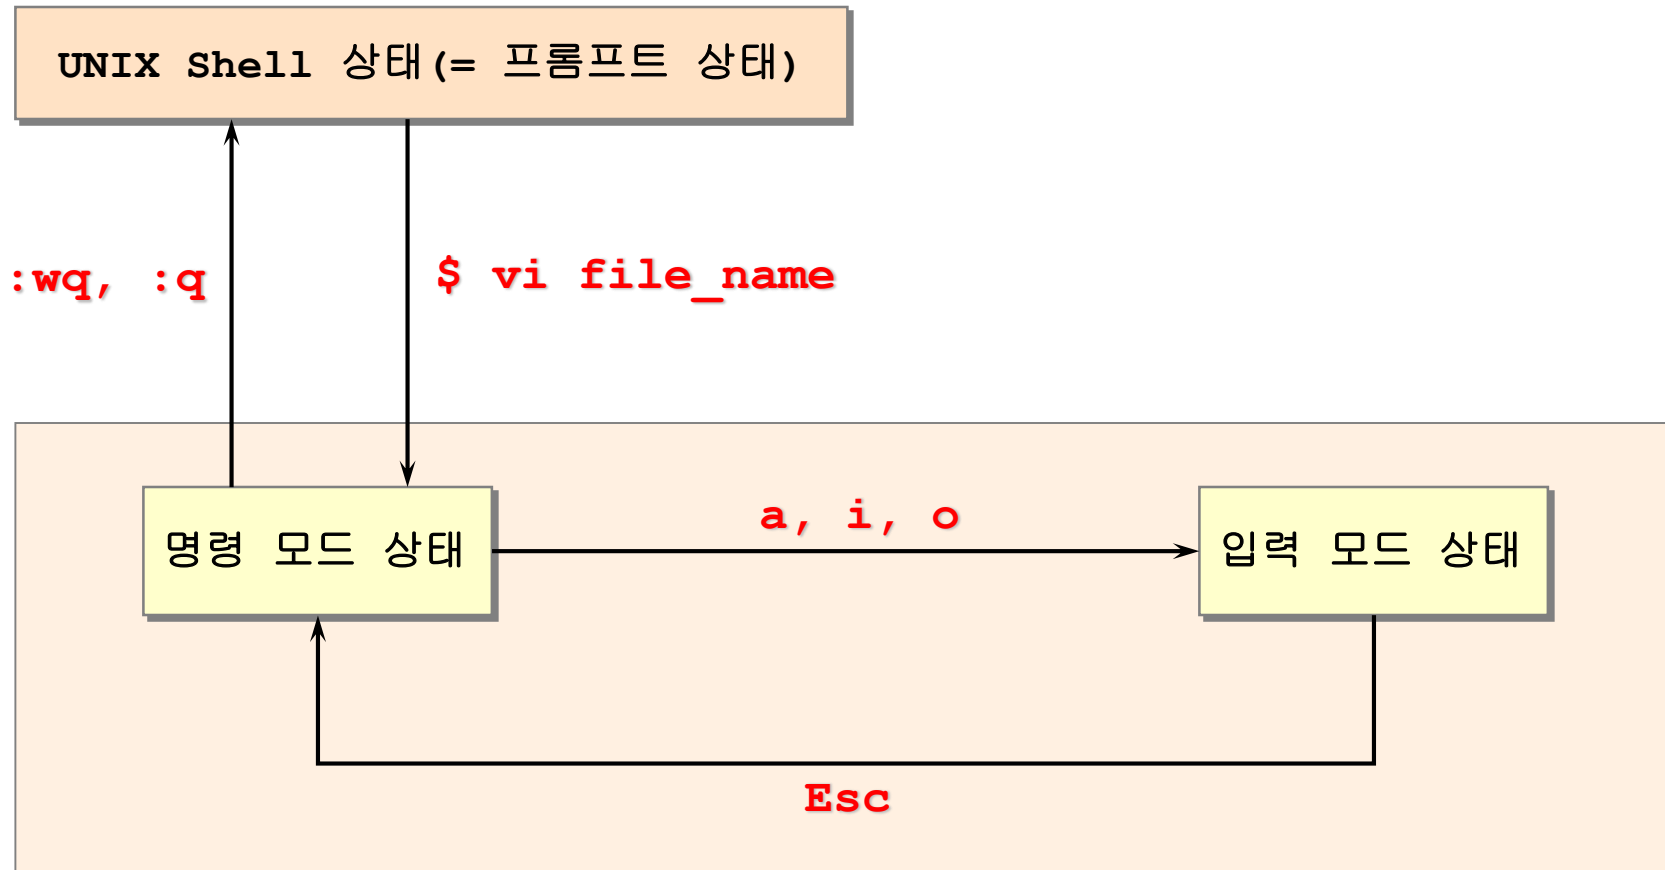 UNIX Shell 상태(= 프롬프트 상태)
:wq, :q
$ vi file_name
명령 모드 상태
a, i, o
입력 모드 상태
Esc